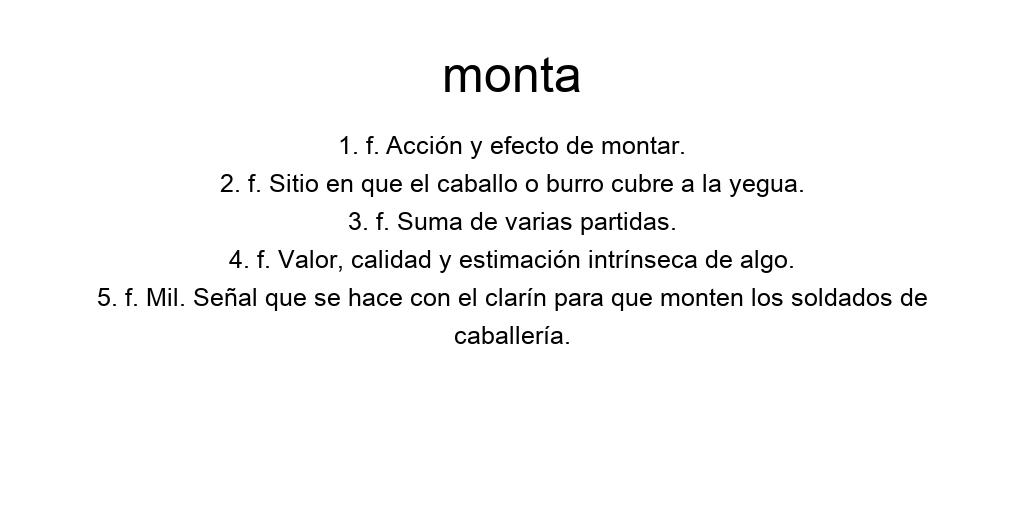 monta
1. f. Acción y efecto de montar.
2. f. Sitio en que el caballo o burro cubre a la yegua.
3. f. Suma de varias partidas.
4. f. Valor, calidad y estimación intrínseca de algo.
5. f. Mil. Señal que se hace con el clarín para que monten los soldados de
caballería.